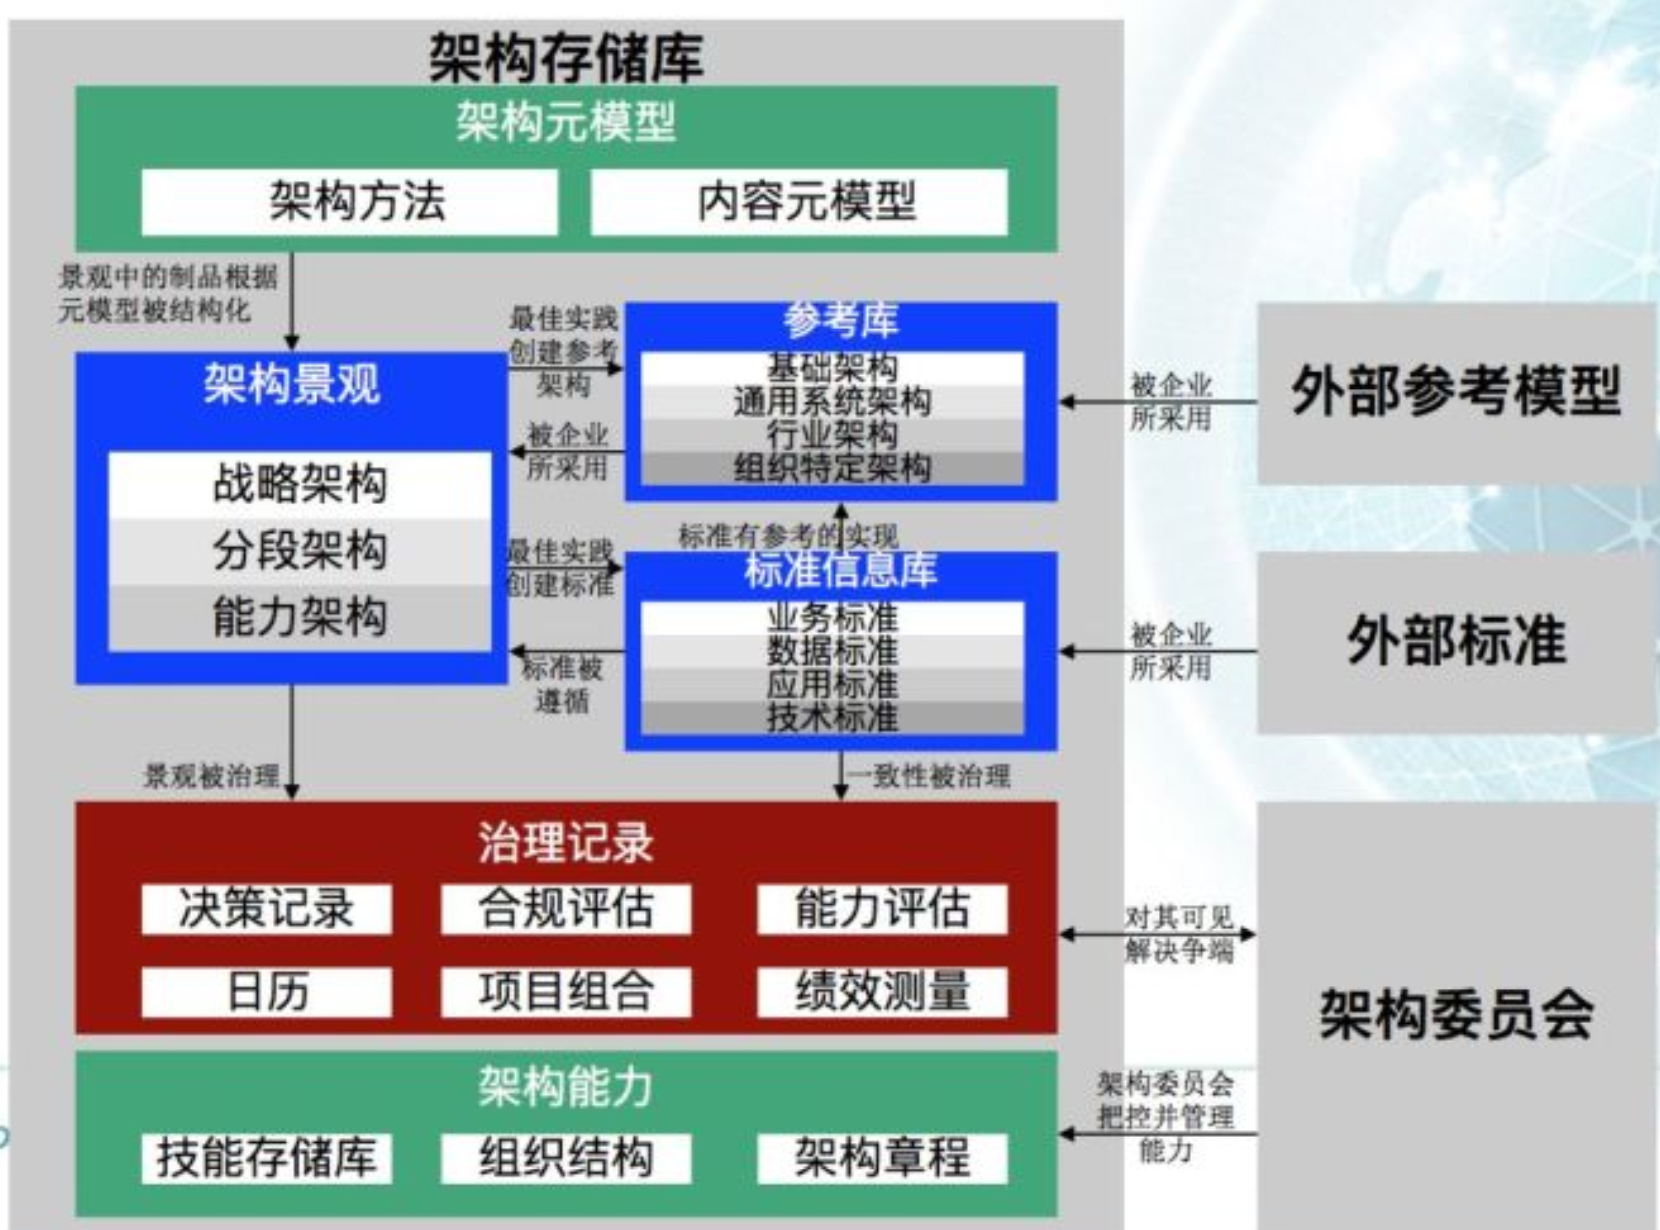 架构存储库
架构元模型
架构方法
内容元模型
景观中的制品根据
元模型被结构化
架构景观
战略架构
分段架构
能力架构
最佳实践
创建参考
架构
被企业
所采用
最佳实践
创建标准
标准被
遵循
参考库
基础架构
通用系统架构
行业架构
组织特定架构
标准有参考的实现
标准信息库
业务标准
数据标准
应用标准
技术标准
被企业
所采用
外部参考模型
被企业
所采用
外部标准
景观被治理
一致性被治理
治理记录
决策记录
合规评估
能力评估
日历
项目组合
绩效测量
对其可见
解决争端
架构委员会
架构能力
技能存储库
组织结构
架构章程
架构委员会
把控并管理
能力